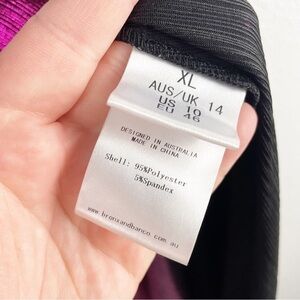 XL
AUS/UK 14
US 10
EU 46
DESIGNED IN AUSTRALIA
MADE IN CHINA
Shell: 95%Polyester
5%Spandex
www.bronxandbanco.com.au